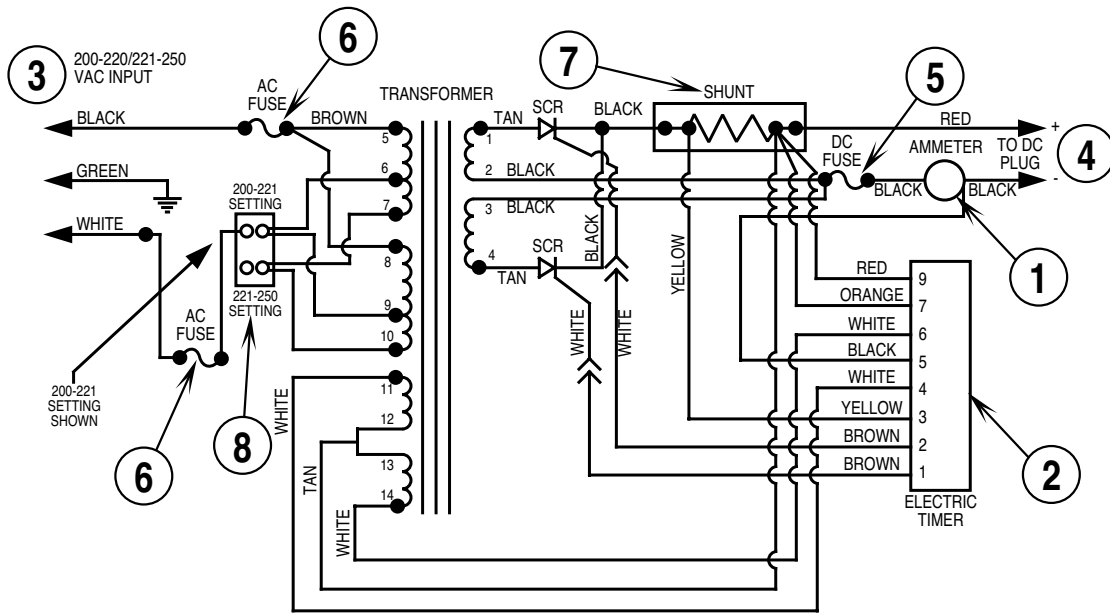 3
200-220/221-250
VAC INPUT
6
7
5
4
AC
FUSE
TRANSFORMER
SCR
BLACK
SHUNT
BLACK
BROWN
TAN
RED
+
5
1
DC
FUSE
AMMETER
TO DC
PLUG
GREEN
6
2
BLACK
BLACK
BLACK
-
200-221
SETTING
7
3
BLACK
WHITE
8
4
TAN
SCR
BLACK
YELLOW
RED
9
1
221-250
SETTING
ORANGE
7
AC
FUSE
9
WHITE
WHITE
WHITE
6
10
BLACK
5
200-221
SETTING
SHOWN
6
8
WHITE
11
WHITE
4
12
YELLOW
3
2
BROWN
2
TAN
13
BROWN
1
14
WHITE
ELECTRIC
TIMER